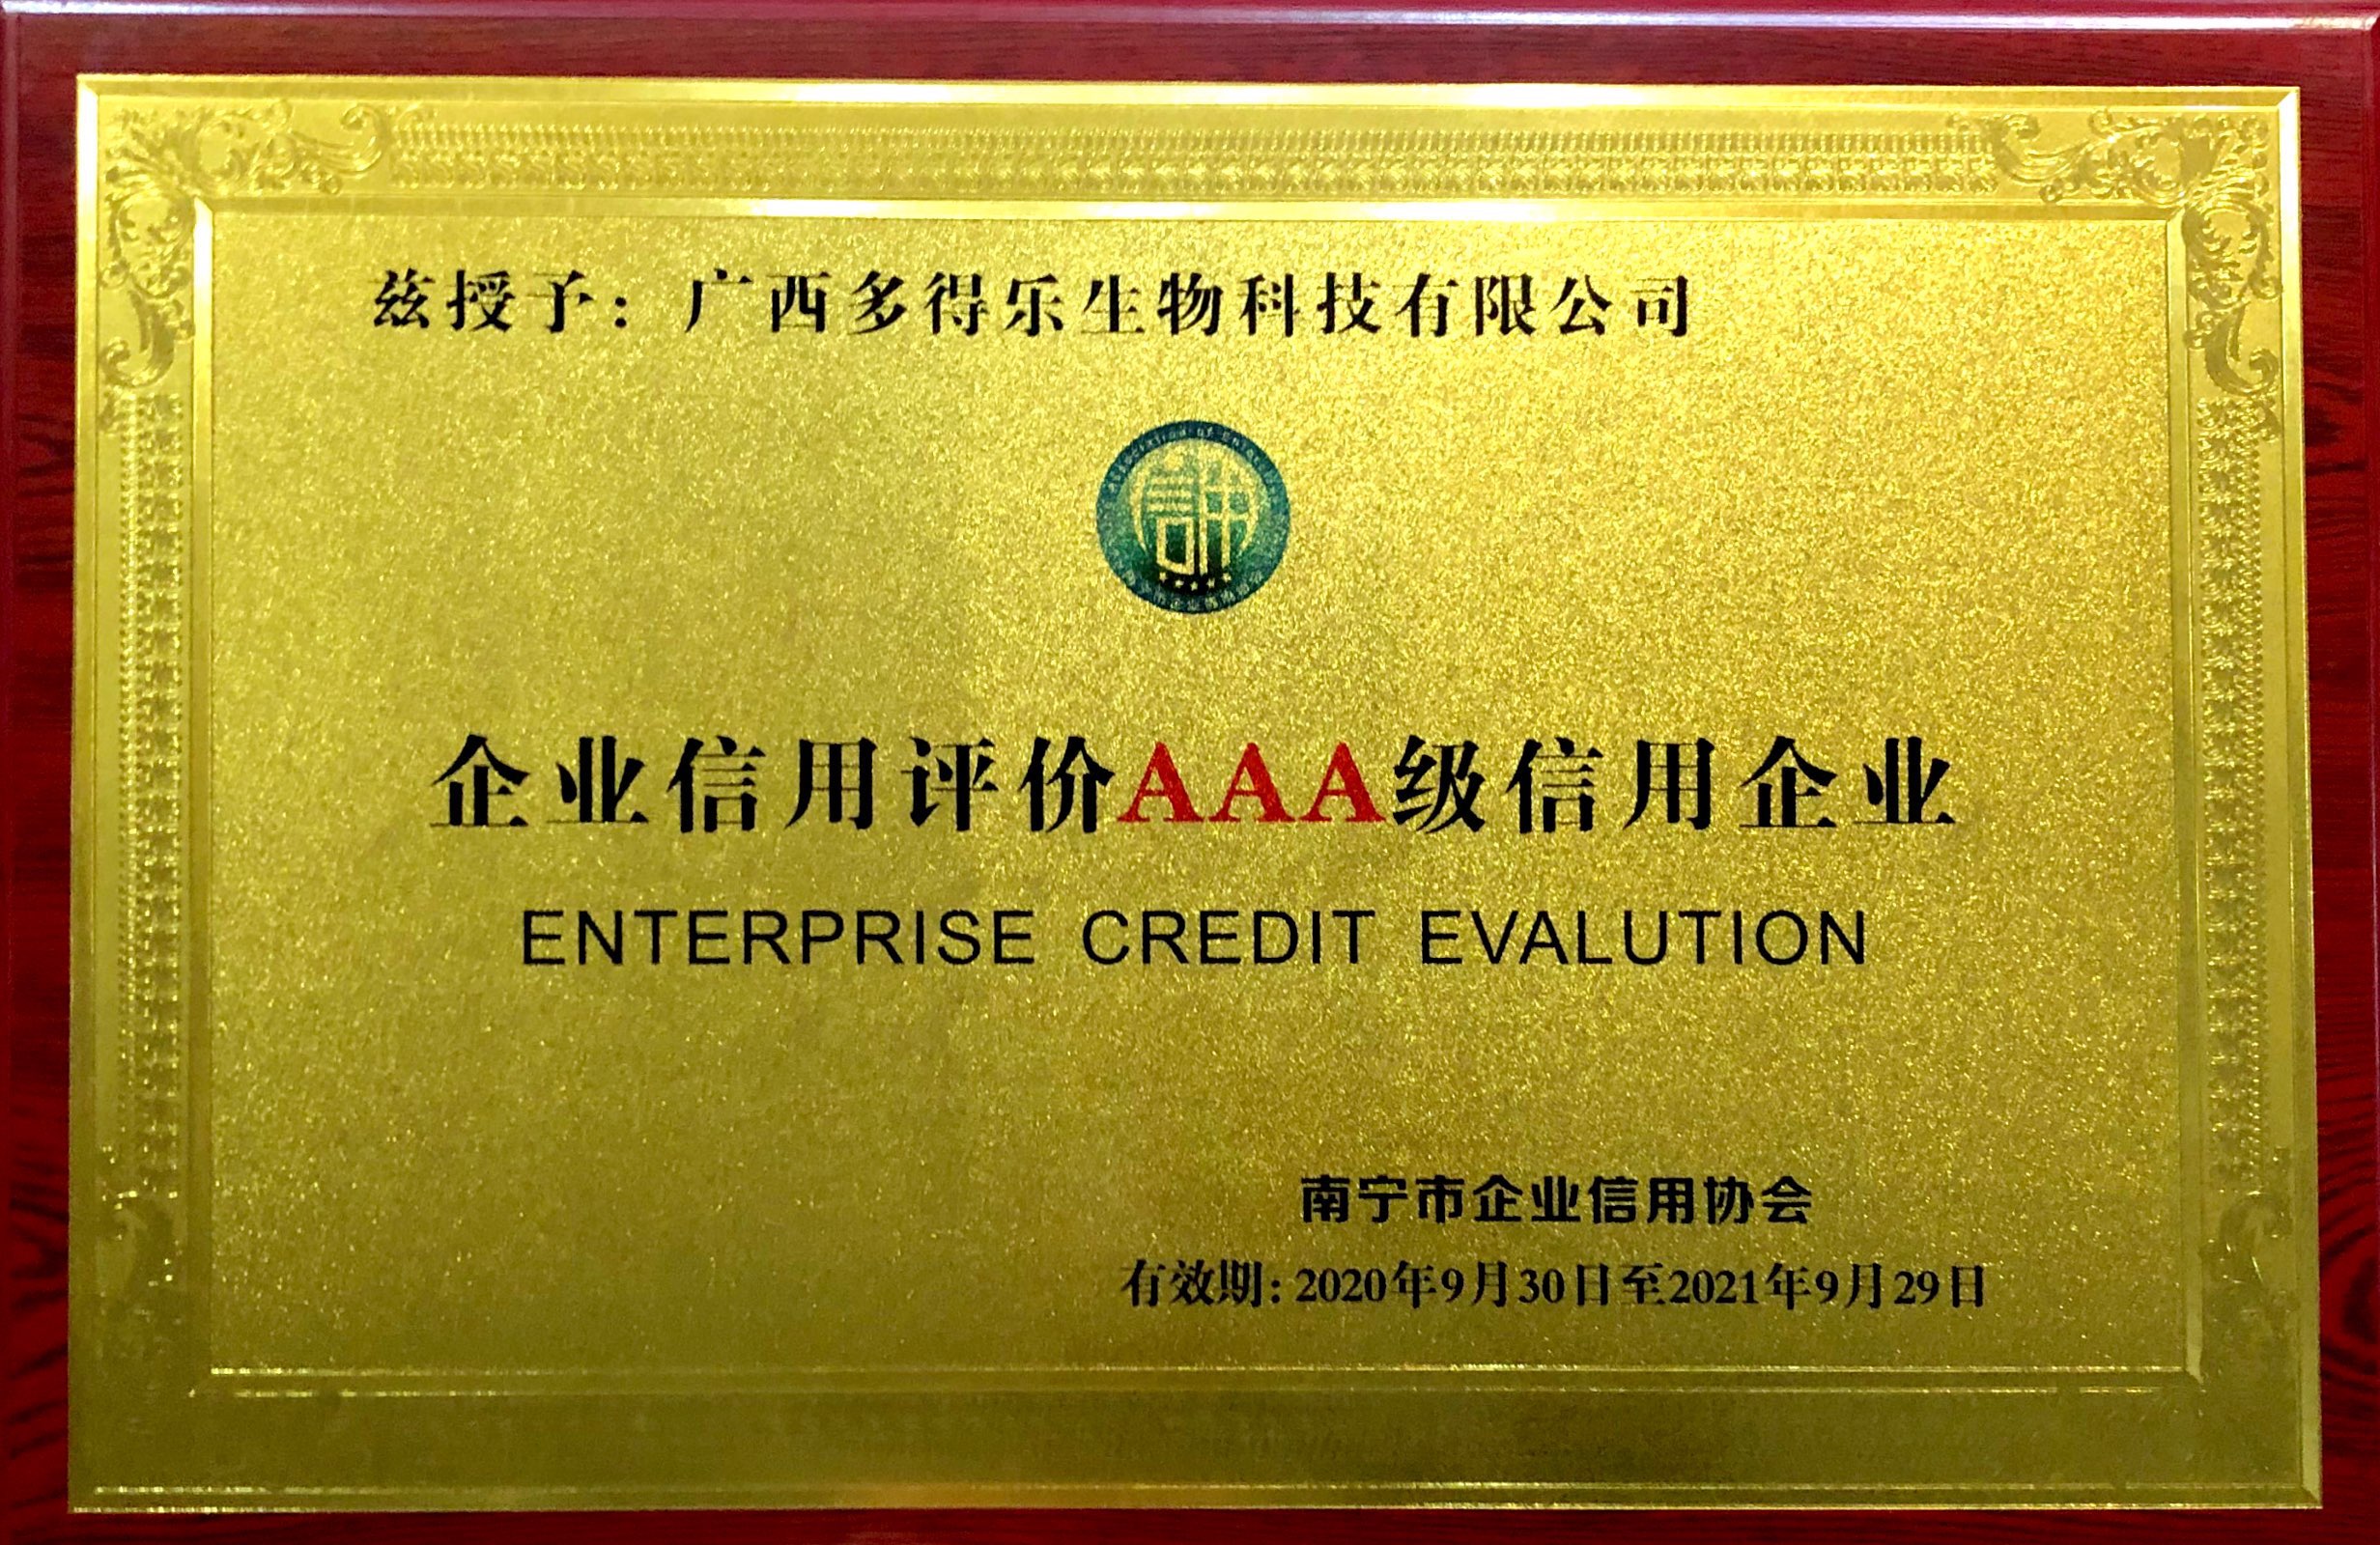 兹授予：广西多得乐生物科技有限公司
企业信用评价AAA级信用企业
ENTERPRISE CREDIT EVALUTION
南宁市企业信用协会
有效期：2020年9月30日至2021年9月29日